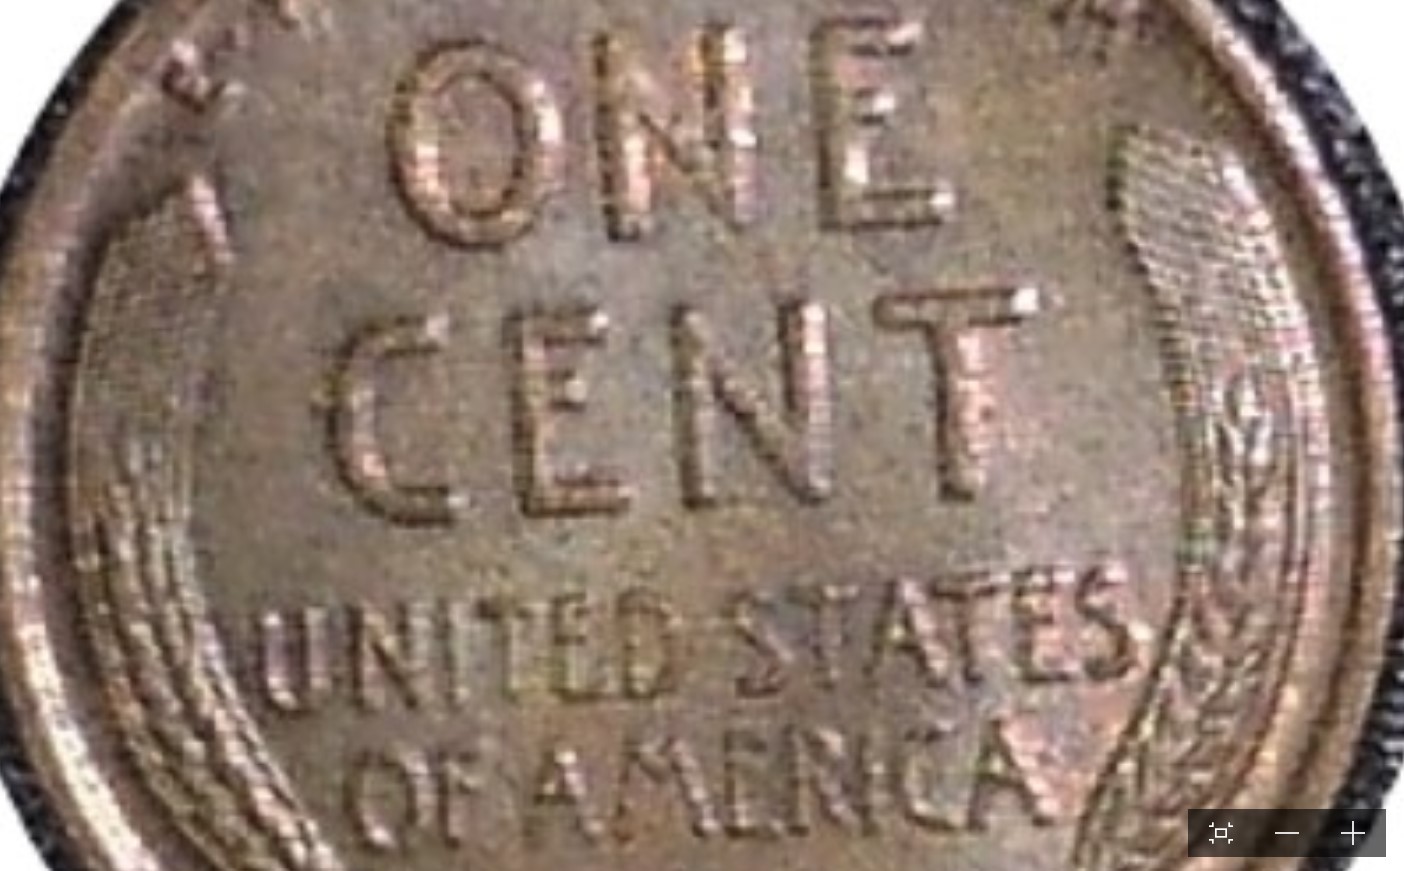 ONE
CENT
UNITED STATES
OF AMERICA